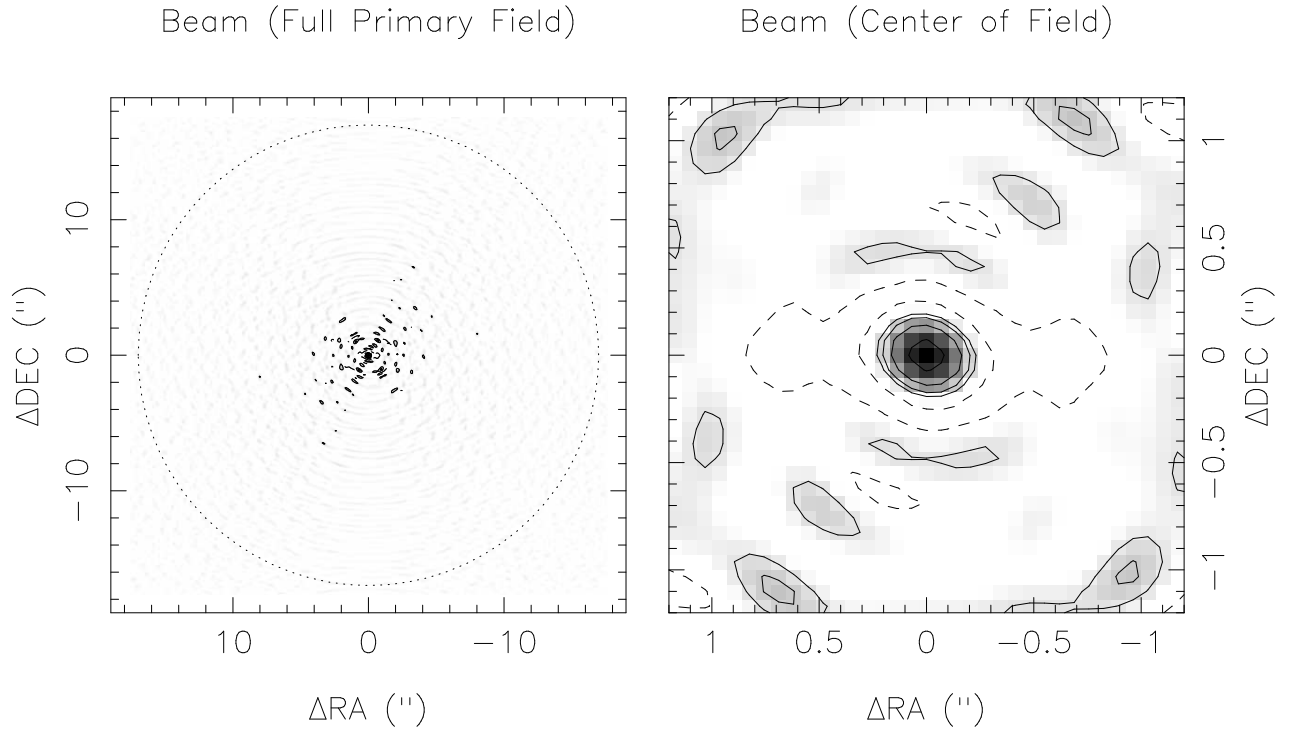 Beam (Full Primary Field)
Beam (Center of Field)
ΔDEC (")
10
0
−10
10
0
−10
ΔRA (")
1
0.5
0
−0.5
−1
1
0.5
0
−0.5
−1
ΔRA (")
ΔDEC (")